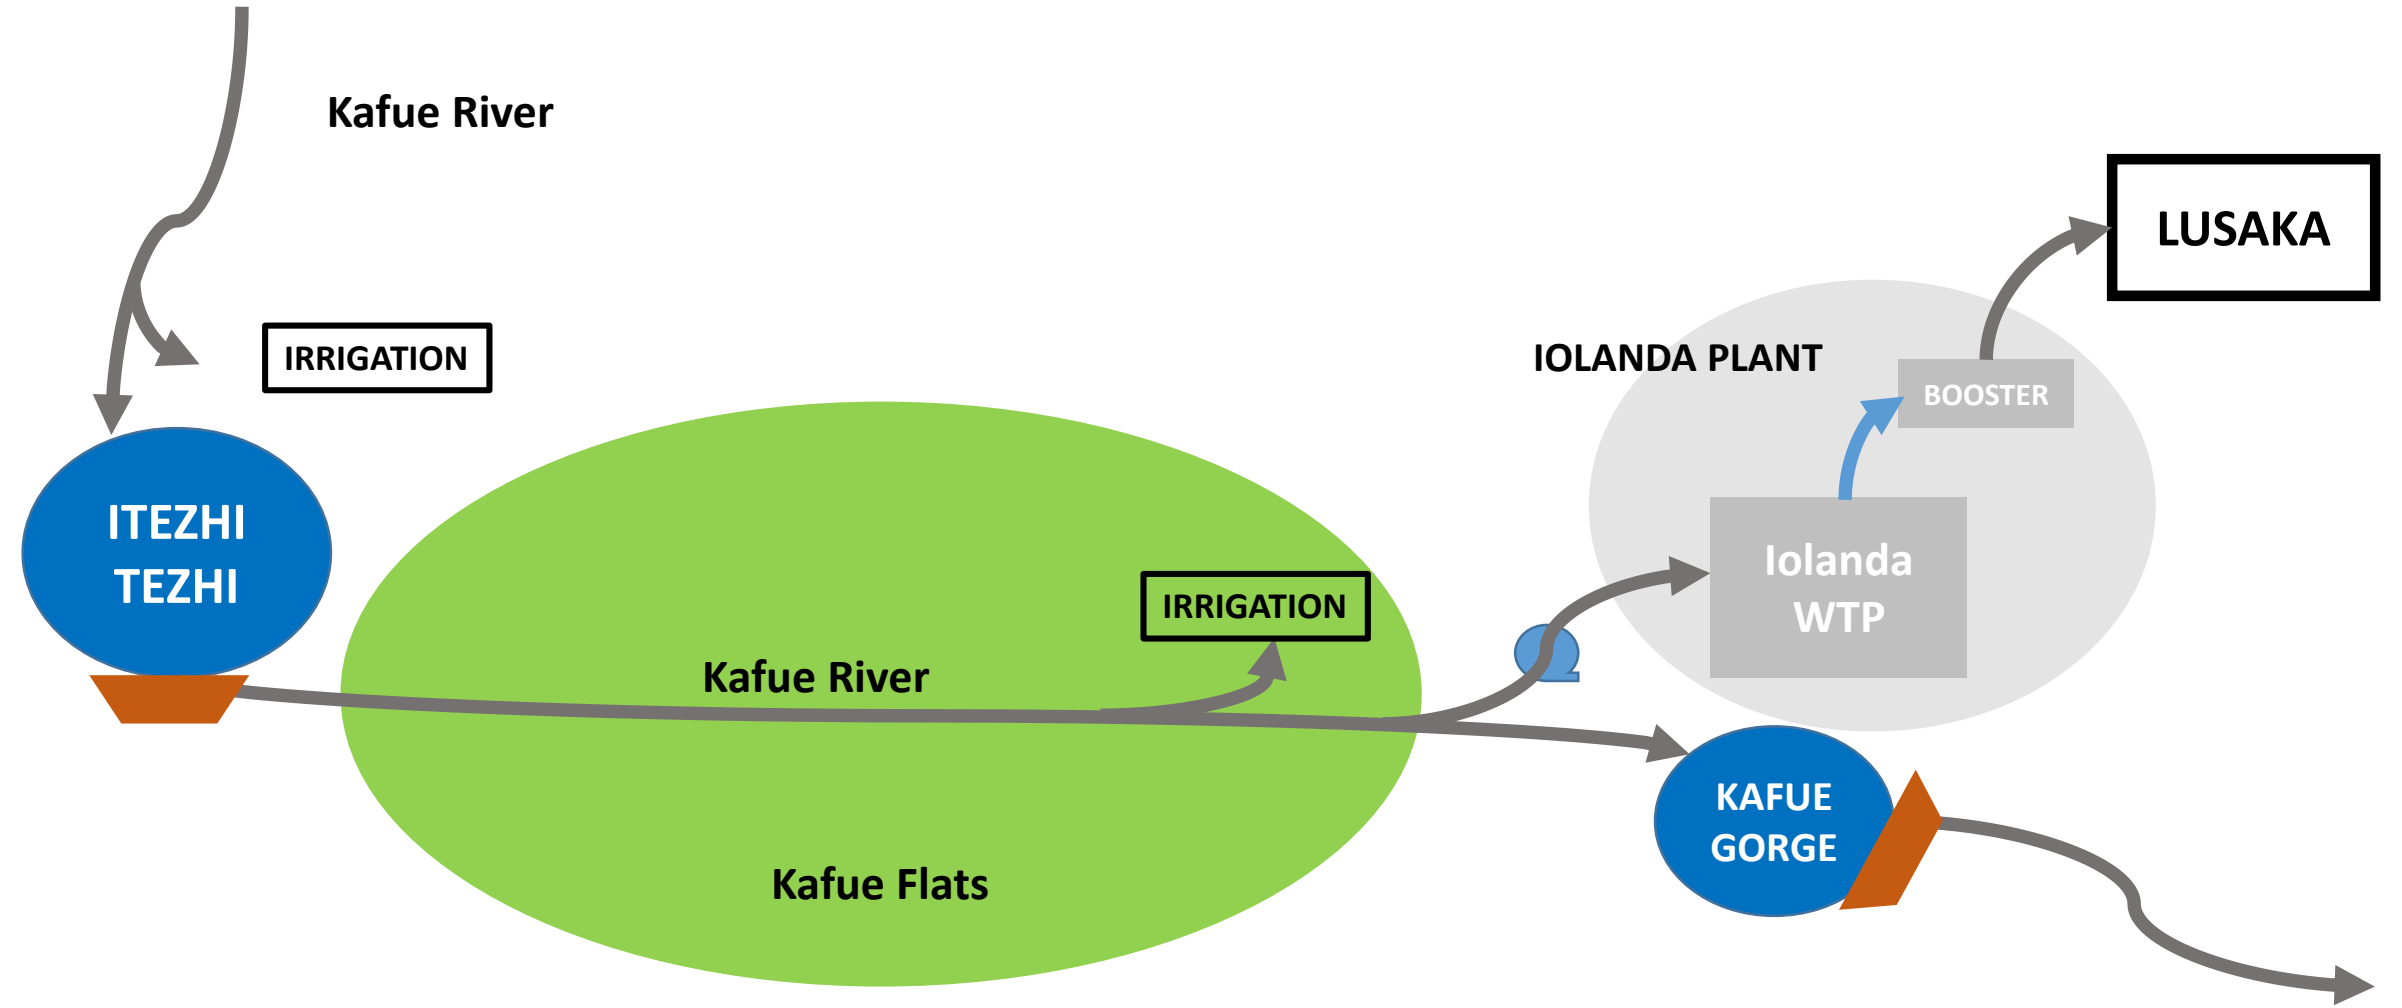 Kafue River
LUSAKA
IRRIGATION
IOLANDA PLANT
BOOSTER
ITEZHI
TEZHI
Iolanda
WTP
IRRIGATION
Kafue River
KAFUE
GORGE
Kafue Flats